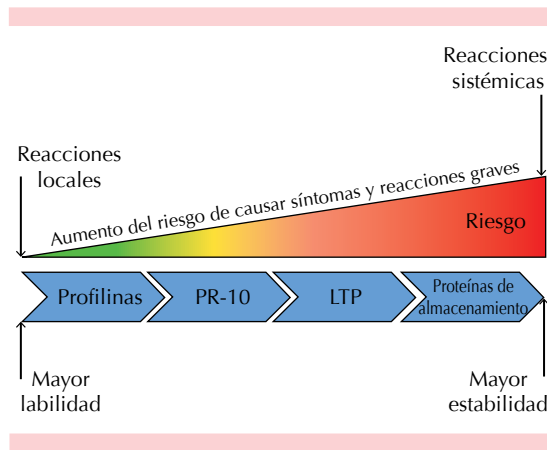 Reacciones
sistémicas
Reacciones
locales
Aumento del riesgo de causar síntomas y reacciones graves
Riesgo
Profilinas
PR-10
LTP
Proteínas de
almacenamiento
Mayor
labilidad
Mayor
estabilidad